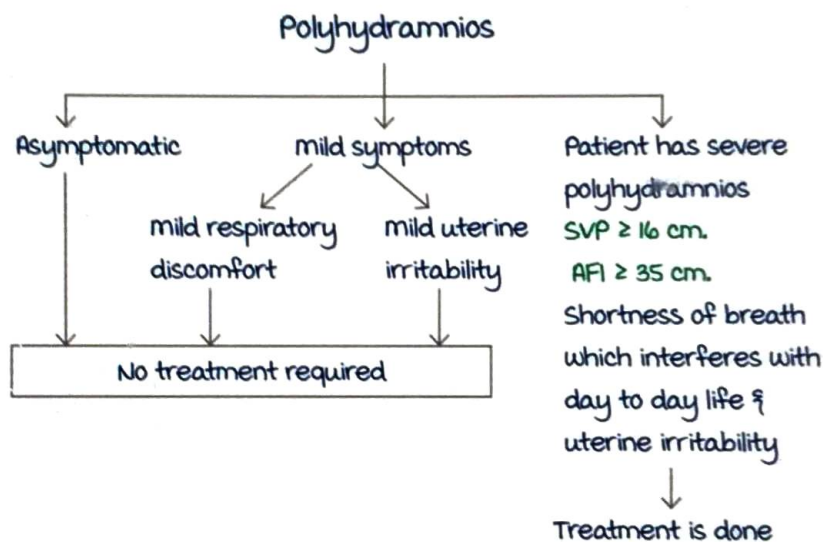 Polyhydramnios
Asymptomatic
mild symptoms
Patient has severe
polyhydramnios
SVP ≥ 16 cm.
AFI ≥ 35 cm.
Shortness of breath
which interferes with
day to day life &
uterine irritability
mild respiratory
discomfort
mild uterine
irritability
No treatment required
Treatment is done